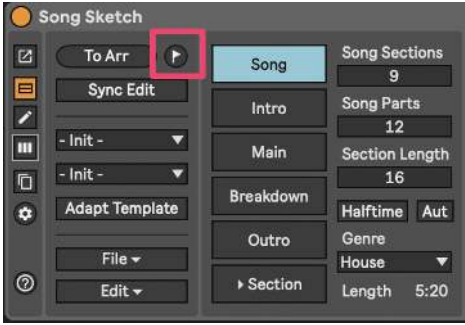 Song Sketch
To Arr
Sync Edit
- Init -
- Init -
Adapt Template
File
Edit
Song
Intro
Main
Breakdown
Outro
Section
Song Sections
9
Song Parts
12
Section Length
16
Halftime Aut
Genre
House
Length 5:20